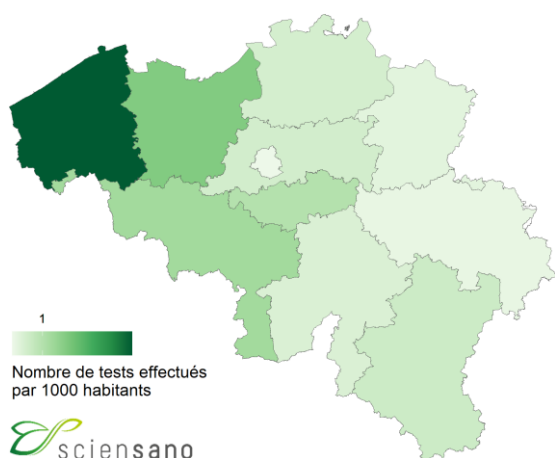 1
Nombre de tests effectués
par 1000 habitants
sciensano